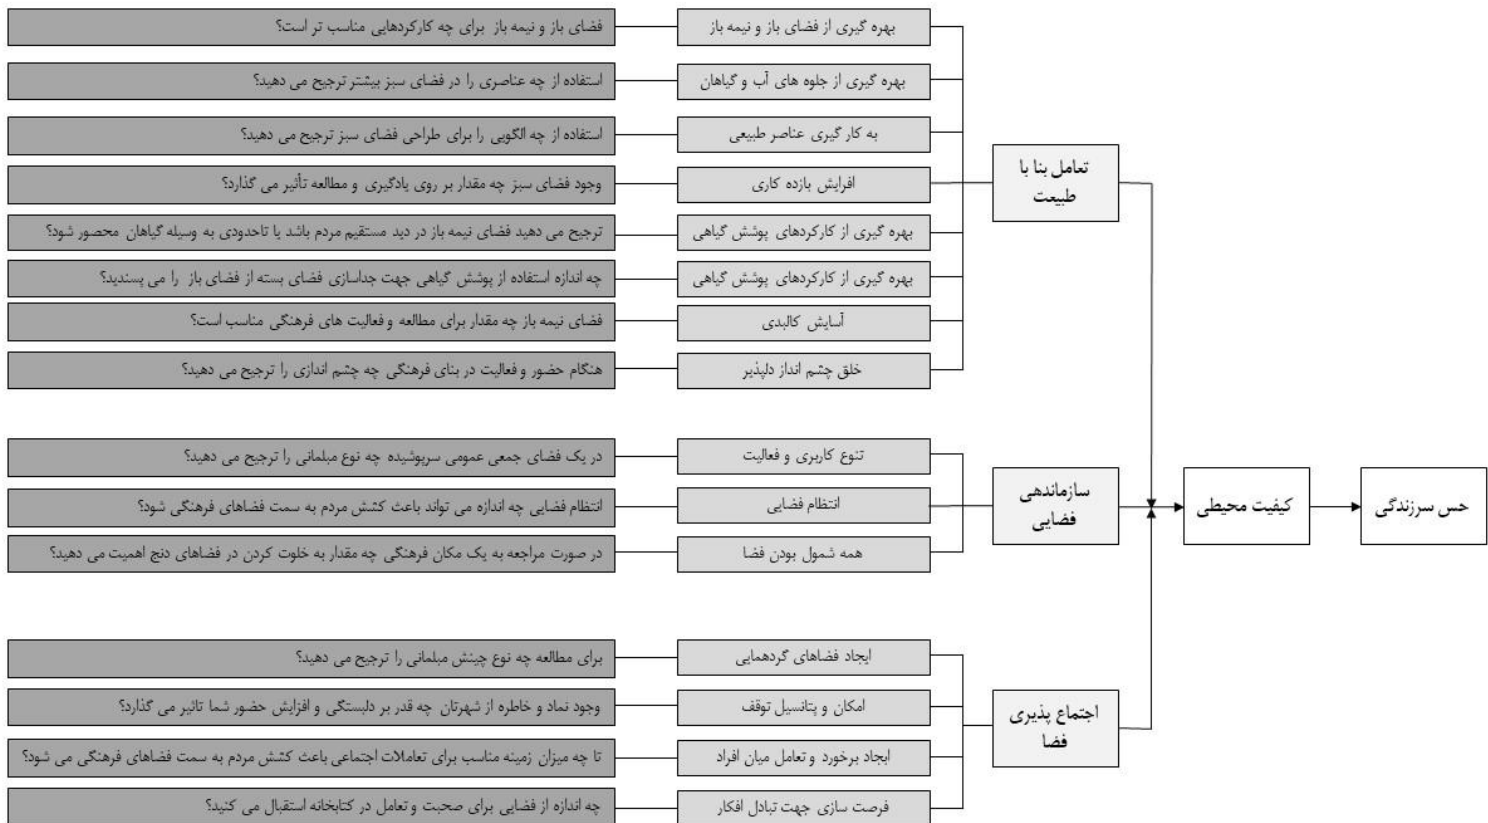 بهره گیری از فضای باز و نیمه باز
فضای باز و نیمه باز برای چه کارکردهایی مناسب تر است؟
بهره گیری از جلوه های آب و گیاهان
استفاده از چه عناصری را در فضای سبز بیشتر ترجیح می دهید؟
به کار گیری عناصر طبیعی
استفاده از چه الگویی را برای طراحی فضای سبز ترجیح می دهید؟
تعامل بنا با
طبیعت
افرایش بازده کاری
وجود فضای سبز چه مقدار بر روی یادگیری و مطالعه تأثیر می گذارد؟
بهره گیری از کارکردهای پوشش گیاهی
ترجیح می دهید فضای نیمه باز در دید مستقیم مردم باشد یا تاحدودی به وسیله گیاهان محصور شود؟
بهره گیری از کارکردهای پوشش گیاهی
چه اندازه استفاده از پوشش گیاهی جهت جداسازی فضای بسته از فضای باز را می پسندید؟
آسایش کالبدی
فضای نیمه باز چه مقدار برای مطالعه و فعالیت های فرهنگی مناسب است؟
خلق چشم انداز دلپذیر
هنگام حضور و فعالیت در بنای فرهنگی چه چشم اندازی را ترجیح می دهید؟
تنوع کاربری و فعالیت
در یک فضای جمعی عمومی سرپوشیده چه نوع مبلمانی را ترجیح می دهید؟
حس سرزندگی
کیفیت محیطی
سازماندهی
فضایی
انتظام فضایی
انتظام فضایی چه اندازه می تواند باعث کشش مردم به سمت فضاهای فرهنگی شود؟
همه شمول بودن فضا
در صورت مراجعه به یک مکان فرهنگی چه مقدار به خلوت کردن در فضاهای دنج اهمیت می دهید؟
ایجاد فضاهای گردهمایی
برای مطالعه چه نوع چینش مبلمانی را ترجیح می دهید؟
اجتماع پذیری
فضا
امکان و پتانسیل توقف
وجود نماد و خاطره از شهرتان چه قدر بر دلبستگی و افزایش حضور شما تاثیر می گذارد؟
ابجاد برخورد و تعامل میان افراد
تا چه میزان زمینه مناسب برای تعاملات اجتماعی باعث کشش مردم به سمت فضاهای فرهنگی می شود؟
فرصت سازی جهت تبادل افکار
چه اندازه از فضایی برای صحبت و تعامل در کتابخانه استقبال می کنید؟